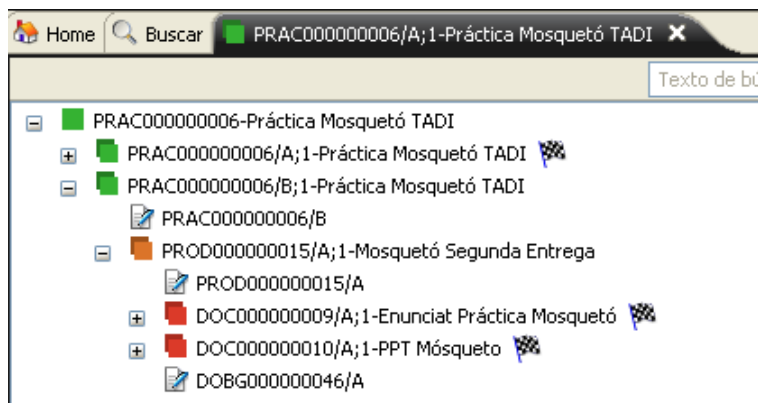 Home Buscar PRAC000000006/A;1-Práctica Mosquetó TADI
Texto de bú
PRAC000000006-Práctica Mosquetó TADI
PRAC000000006/A;1-Práctica Mosquetó TADI
PRAC000000006/B;1-Práctica Mosquetó TADI
PRAC000000006/B
PROD000000015/A;1-Mosquetó Segunda Entrega
PROD000000015/A
DOC000000009/A;1-Enunciat Práctica Mosquetó
DOC000000010/A;1-PPT Mósqueto
DOBG000000046/A